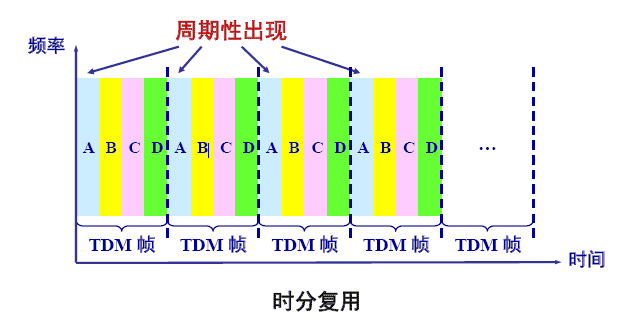 周期性出现
频率
A B C D A B C D A B C D A B C D …
TDM 帧 TDM 帧 TDM 帧 TDM 帧 TDM 帧
时间
时分复用